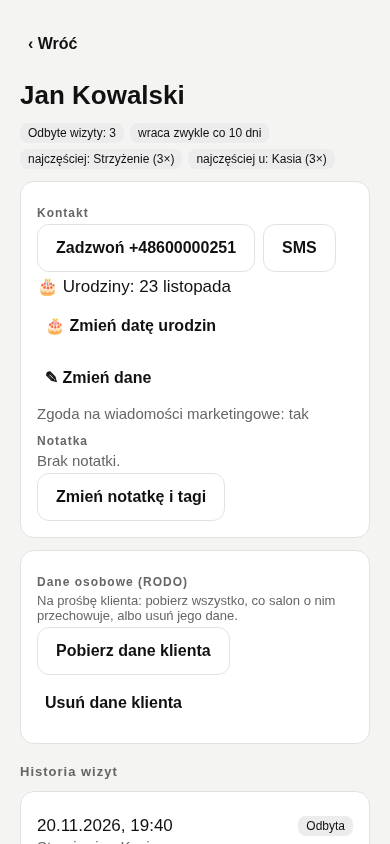 ‹ Wróć
Jan Kowalski
Odbyte wizyty: 3 wraca zwykle co 10 dni
najczęściej: Strzyżenie (3×) najczęściej u: Kasia (3×)
Kontakt
Zadzwoń +48600000251 SMS
🎂 Urodziny: 23 listopada
🎂 Zmień datę urodzin
✎ Zmień dane
Zgoda na wiadomości marketingowe: tak
Notatka
Brak notatki.
Zmień notatkę i tagi
Dane osobowe (RODO)
Na prośbę klienta: pobierz wszystko, co salon o nim
przechowuje, albo usuń jego dane.
Pobierz dane klienta
Usuń dane klienta
Historia wizyt
20.11.2026, 19:40 Odbyta